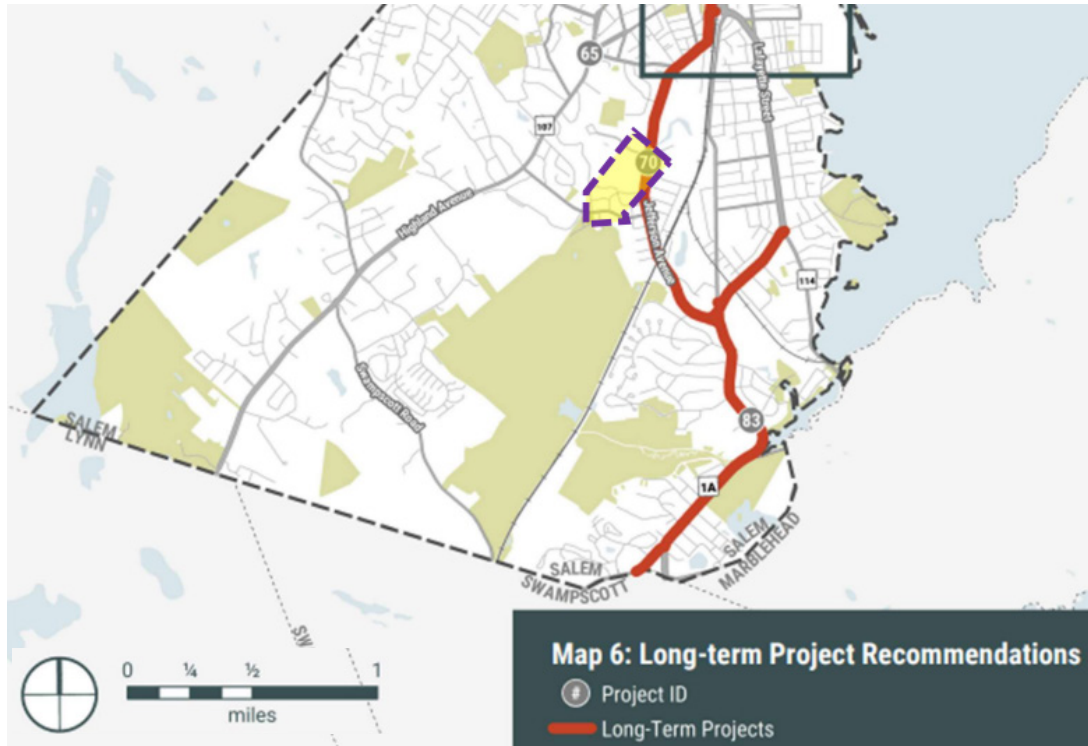 65
Lafayette Street
107
70
Highland Avenue
Jefferson Avenue
114
Swampscott Road
83
SALEM
LYNN
1A
SALEM
MARBLEHEAD
SALEM
SWAMPSCOTT
SW
0 ¼ ½ 1
miles
Map 6: Long-term Project Recommendations
# Project ID
Long-Term Projects